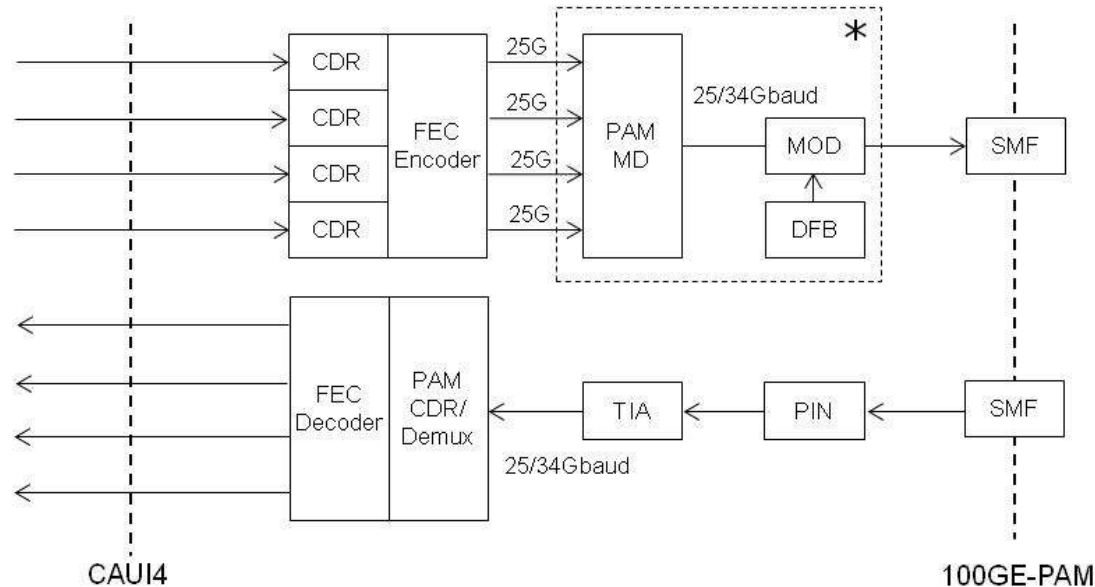 *
CDR
25G
CDR
25G
25/34Gbaud
FEC
Encoder
PAM
MD
MOD
SMF
CDR
25G
CDR
25G
DFB
FEC
Decoder
PAM
CDR/
Demux
TIA
PIN
SMF
25/34Gbaud
CAUI4
100GE-PAM